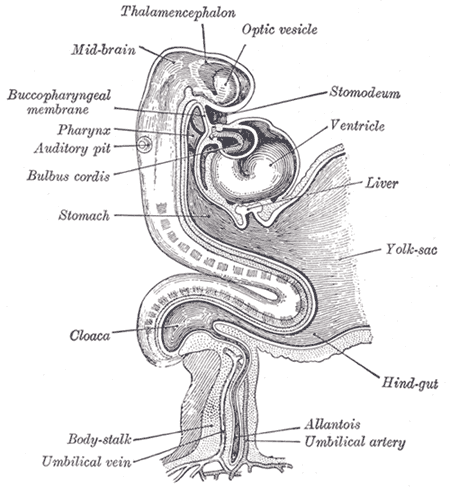 Thalamencephalon
Optic vesicle
Mid-brain
Buccopharyngeal
membrane
Stomodeum
Pharynx
Ventricle
Auditory pit
Bulbus cordis
Liver
Stomach
Yolk-sac
Cloaca
Hind-gut
Allantois
Body-stalk
Umbilical artery
Umbilical vein